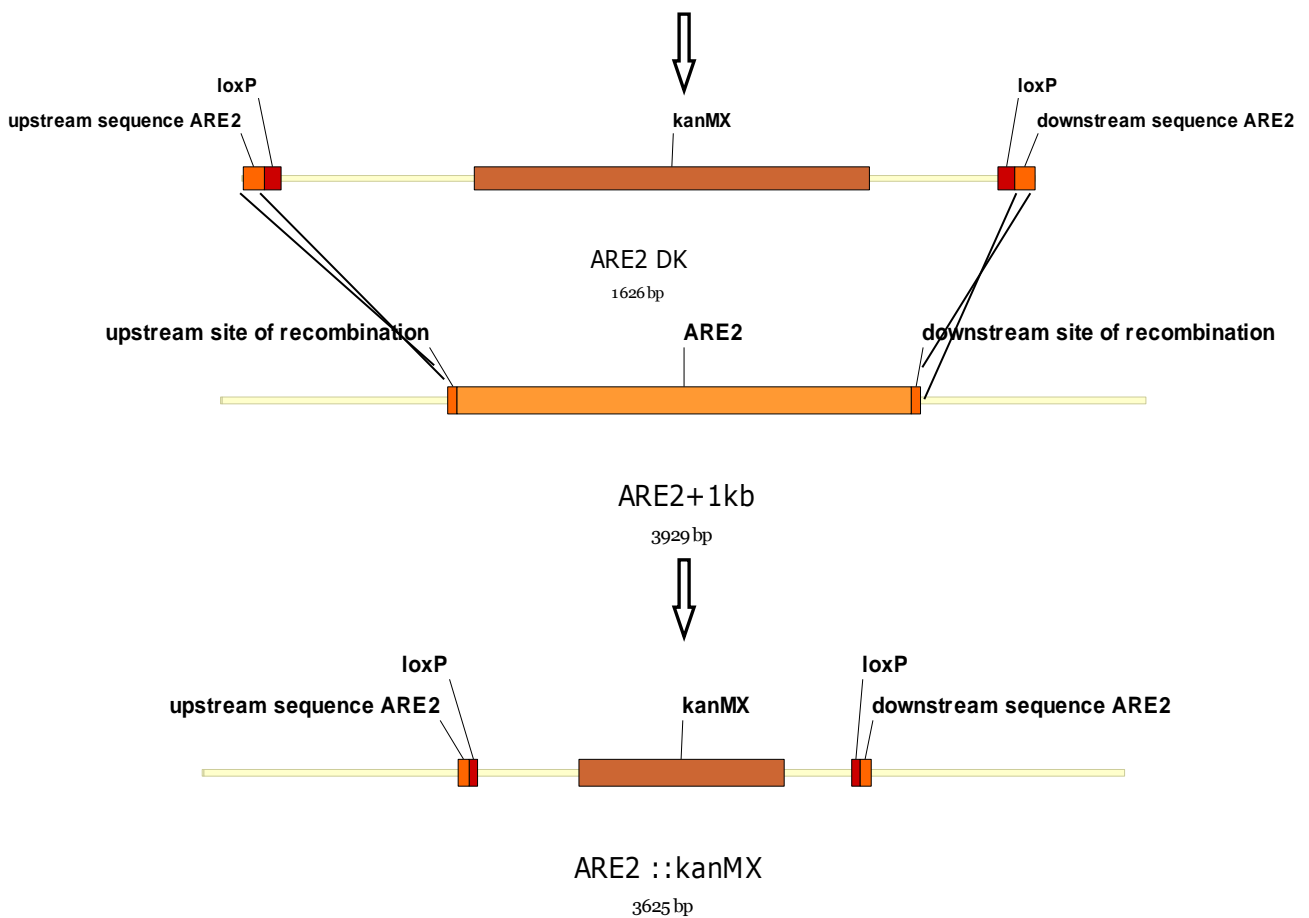 loxP
loxP
upstream sequence ARE2
kanMX
downstream sequence ARE2
ARE2 DK
1626 bp
upstream site of recombination
ARE2
downstream site of recombination
ARE2+1kb
3929 bp
loxP
loxP
upstream sequence ARE2
kanMX
downstream sequence ARE2
ARE2 ::kanMX
3625 bp